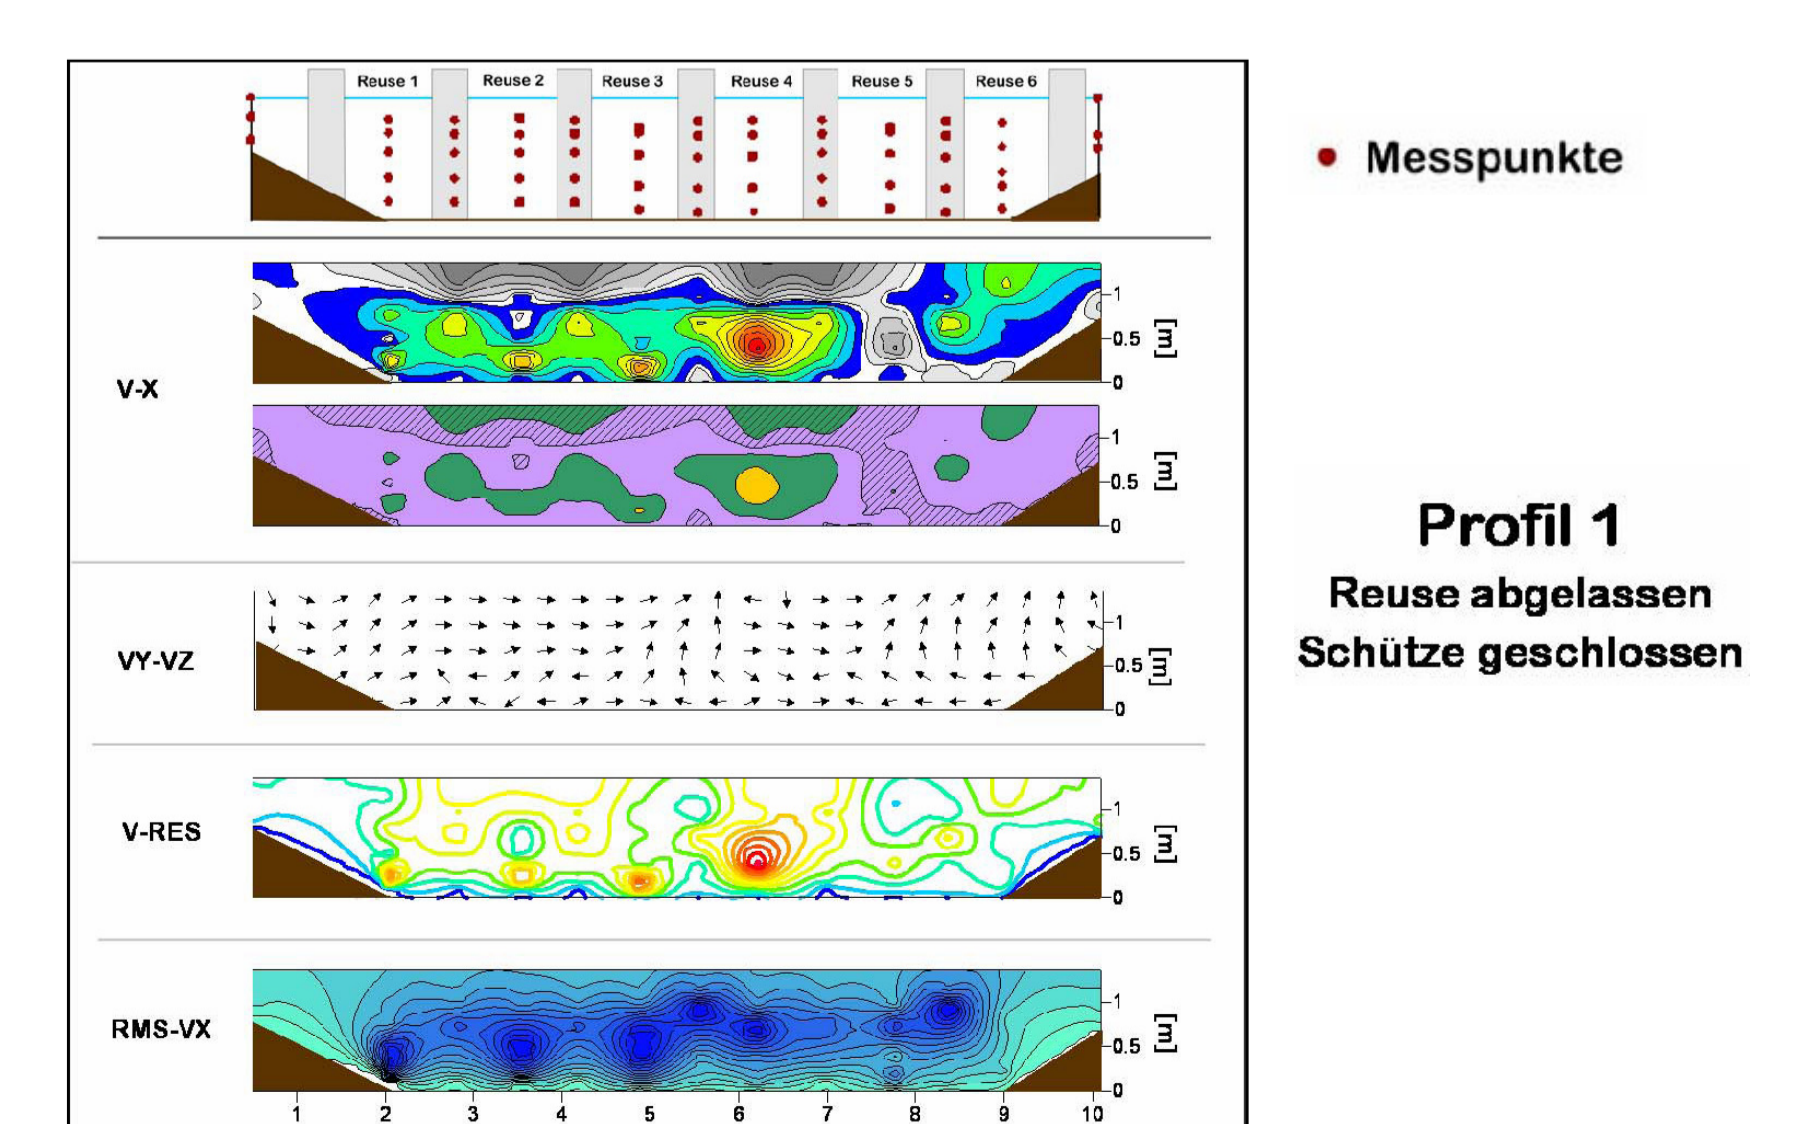 Reuse 1 Reuse 2 Reuse 3 Reuse 4 Reuse 5 Reuse 6
Messpunkte
V-X
1
0.5
0
[m]
1
0.5
0
[m]
Profil 1
Reuse abgelassen
Schütze geschlossen
VY-VZ
1
0.5
0
[m]
V-RES
1
0.5
0
[m]
RMS-VX
1
0.5
0
[m]
1 2 3 4 5 6 7 8 9 10